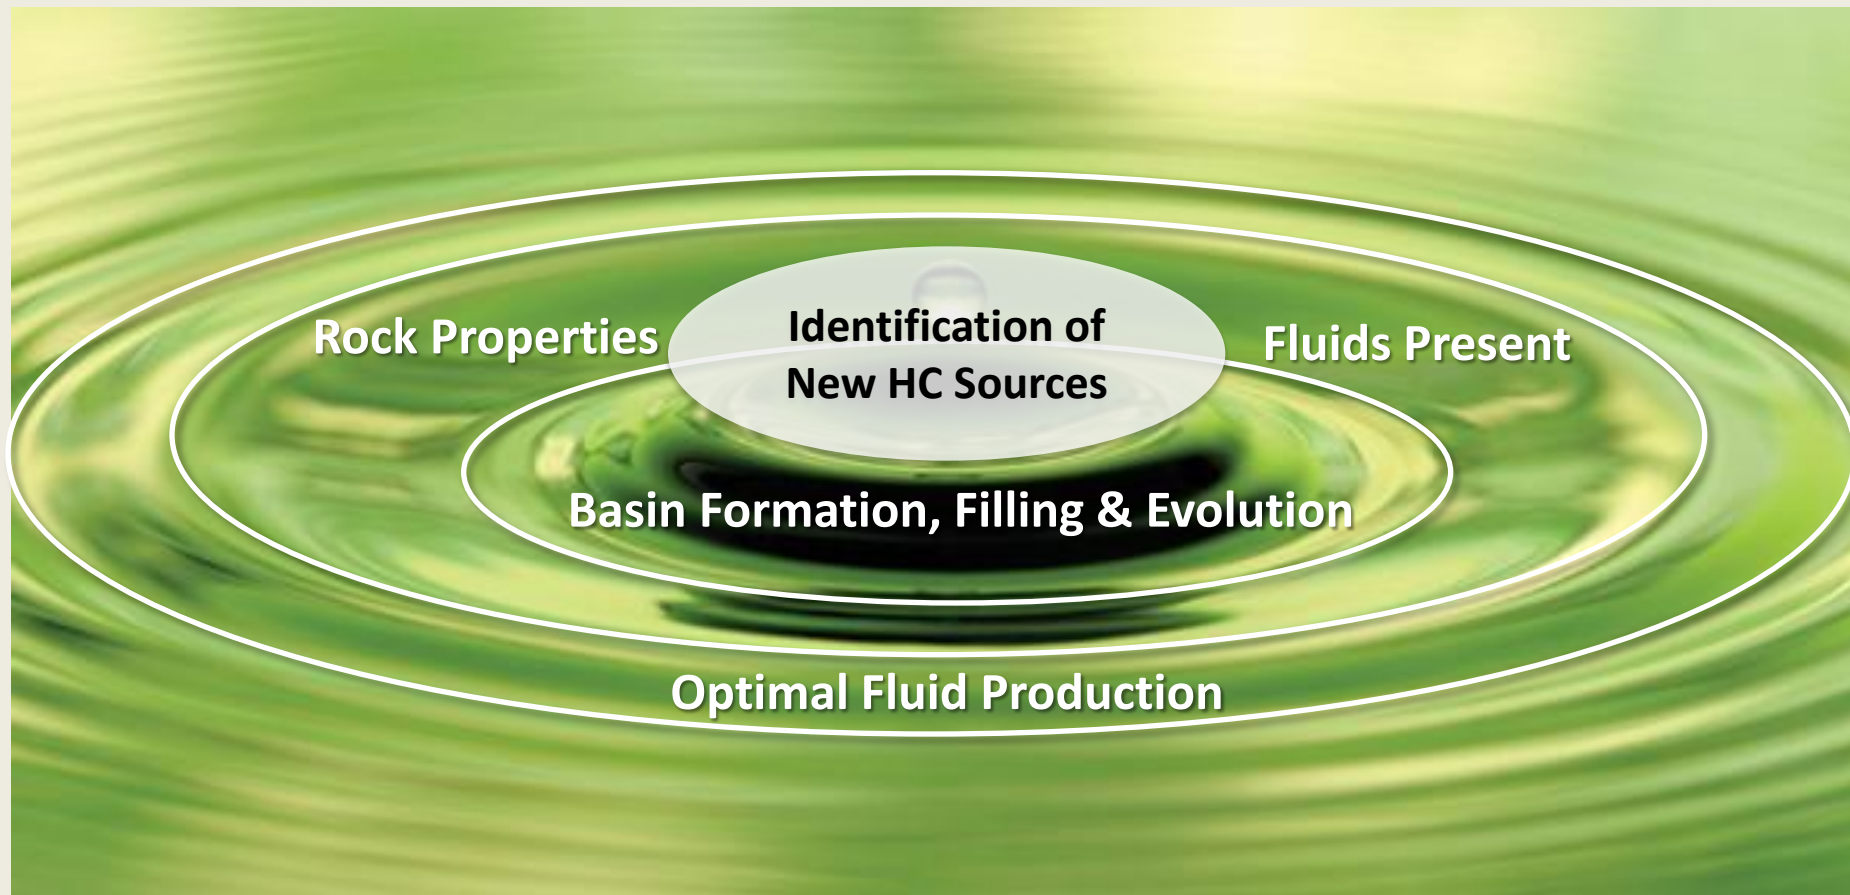 Identification of
New HC Sources
Rock Properties
Fluids Present
Basin Formation, Filling & Evolution
Optimal Fluid Production